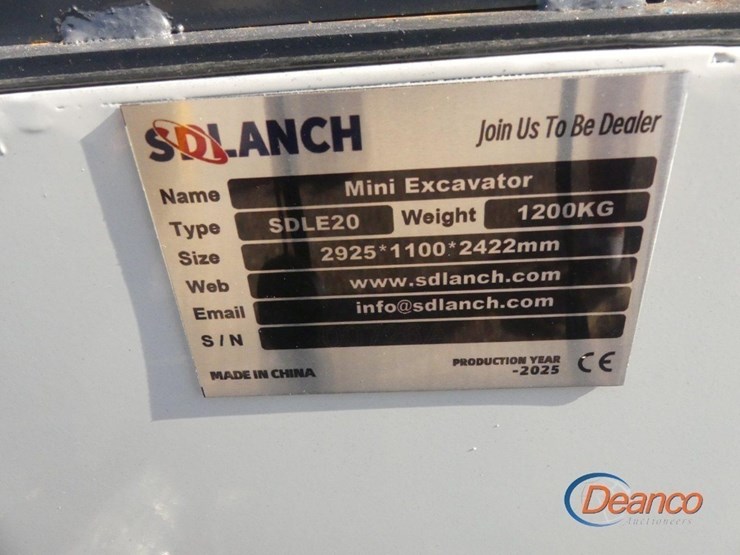 SDLANCH
Join Us To Be Dealer
Name Mini Excavator
Type SDLE20 Weight 1200KG
Size 2925*1100*2422mm
Web www.sdlanch.com
Email info@sdlanch.com
S / N
MADE IN CHINA
PRODUCTION YEAR
-2025 CE
Deanco
Auctioneers